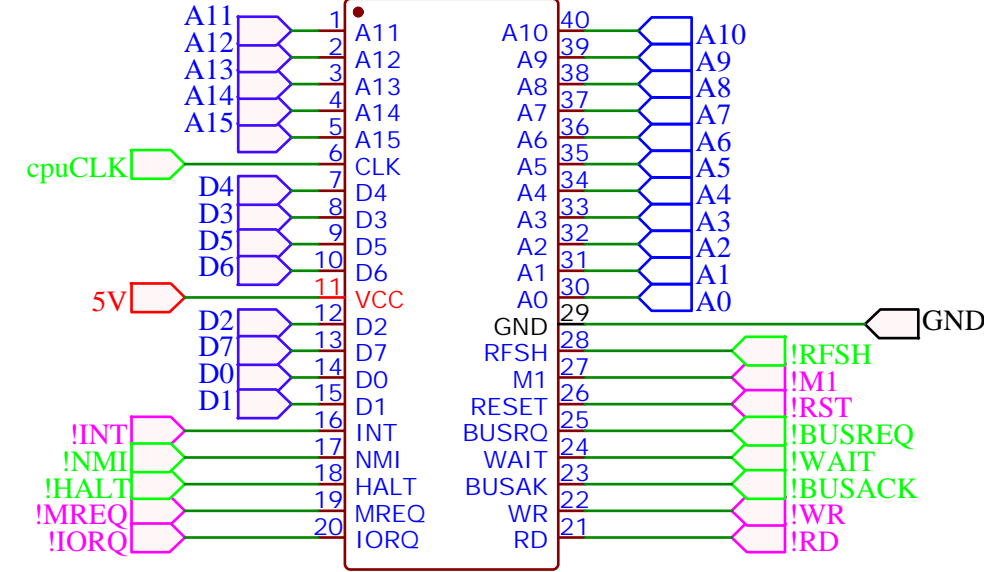 A11 1 A11 A10 40 A10
A12 2 A12 A9 39 A9
A13 3 A13 A8 38 A8
A14 4 A14 A7 37 A7
A15 5 A15 A6 36 A6
cpuCLK 6 CLK A5 35 A5
D4 7 D4 A4 34 A4
D3 8 D3 A3 33 A3
D5 9 D5 A2 32 A2
D6 10 D6 A1 31 A1
5V 11 VCC A0 30 A0
D2 12 D2 GND 29 GND
D7 13 D7 RFSH 28 !RFSH
D0 14 D0 M1 27 !M1
D1 15 D1 RESET 26 !RST
!INT 16 INT BUSRQ 25 !BUSREQ
!NMI 17 NMI WAIT 24 !WAIT
!HALT 18 HALT BUSAK 23 !BUSACK
!MREQ 19 MREQ WR 22 !WR
!IORQ 20 IORQ RD 21 !RD